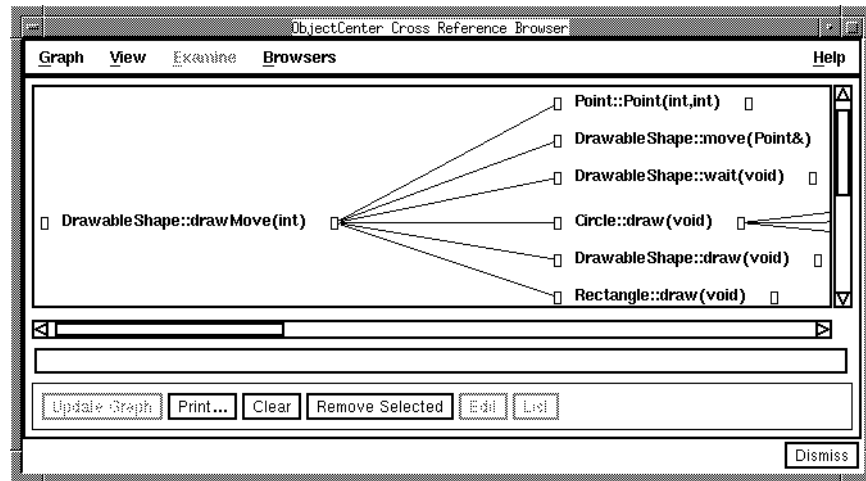 ObjectCenter Cross Reference Browser
Graph View Examine Browsers Help
Point::Point(int,int)
DrawableShape::move(Point&)
DrawableShape::wait(void)
DrawableShape::drawMove(int) Circle::draw(void)
DrawableShape::draw(void)
Rectangle::draw(void)
Update Graph Print... Clear Remove Selected Edit List
Dismiss